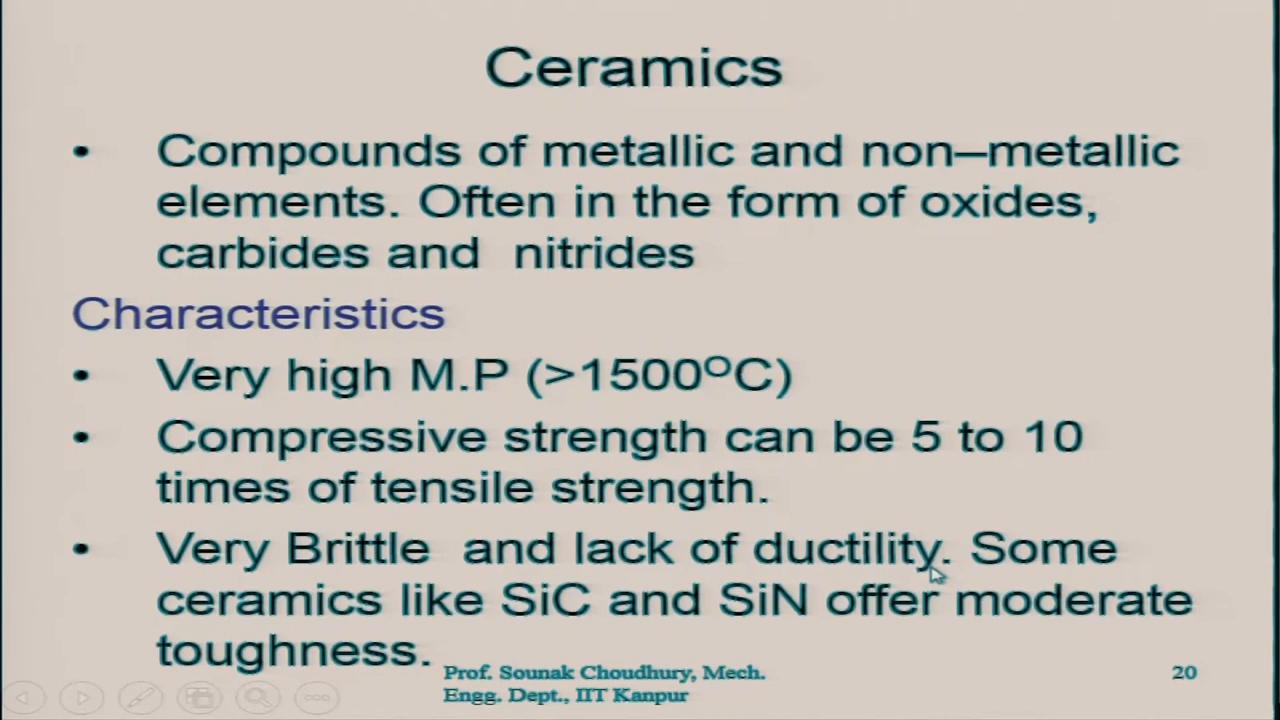 Ceramics
• Compounds of metallic and non–metallic
elements. Often in the form of oxides,
carbides and nitrides
Characteristics
• Very high M.P (>1500ᴼC)
• Compressive strength can be 5 to 10
times of tensile strength.
• Very Brittle and lack of ductility. Some
ceramics like SiC and SiN offer moderate
toughness.
Prof. Sounak Choudhury, Mech.
Engg. Dept., IIT Kanpur
20